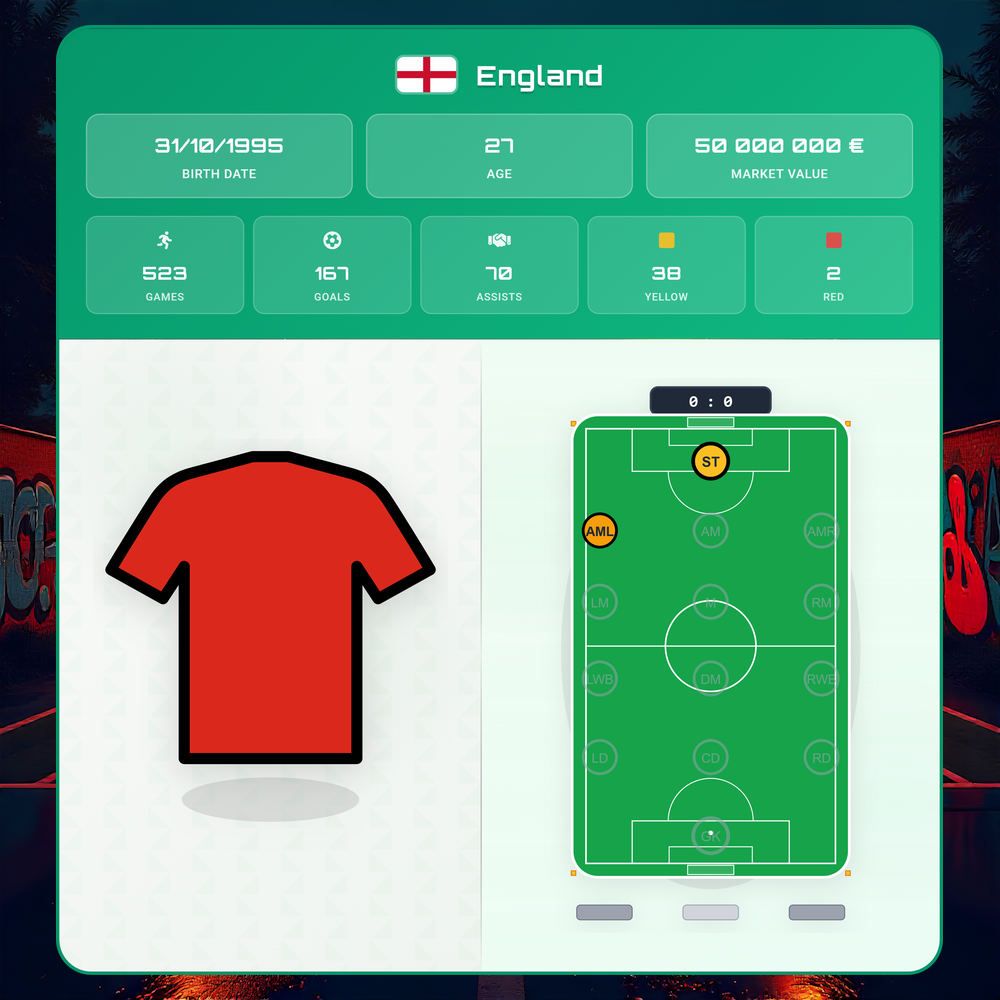 England
31/10/1995
BIRTH DATE
27
AGE
50 000 000 €
MARKET VALUE
523
GAMES
167
GOALS
70
ASSISTS
38
YELLOW
2
RED
0 : 0
ST
AML
AM
AMR
LM
M
RM
LWB
DM
RWB
LD
CD
RD
GK